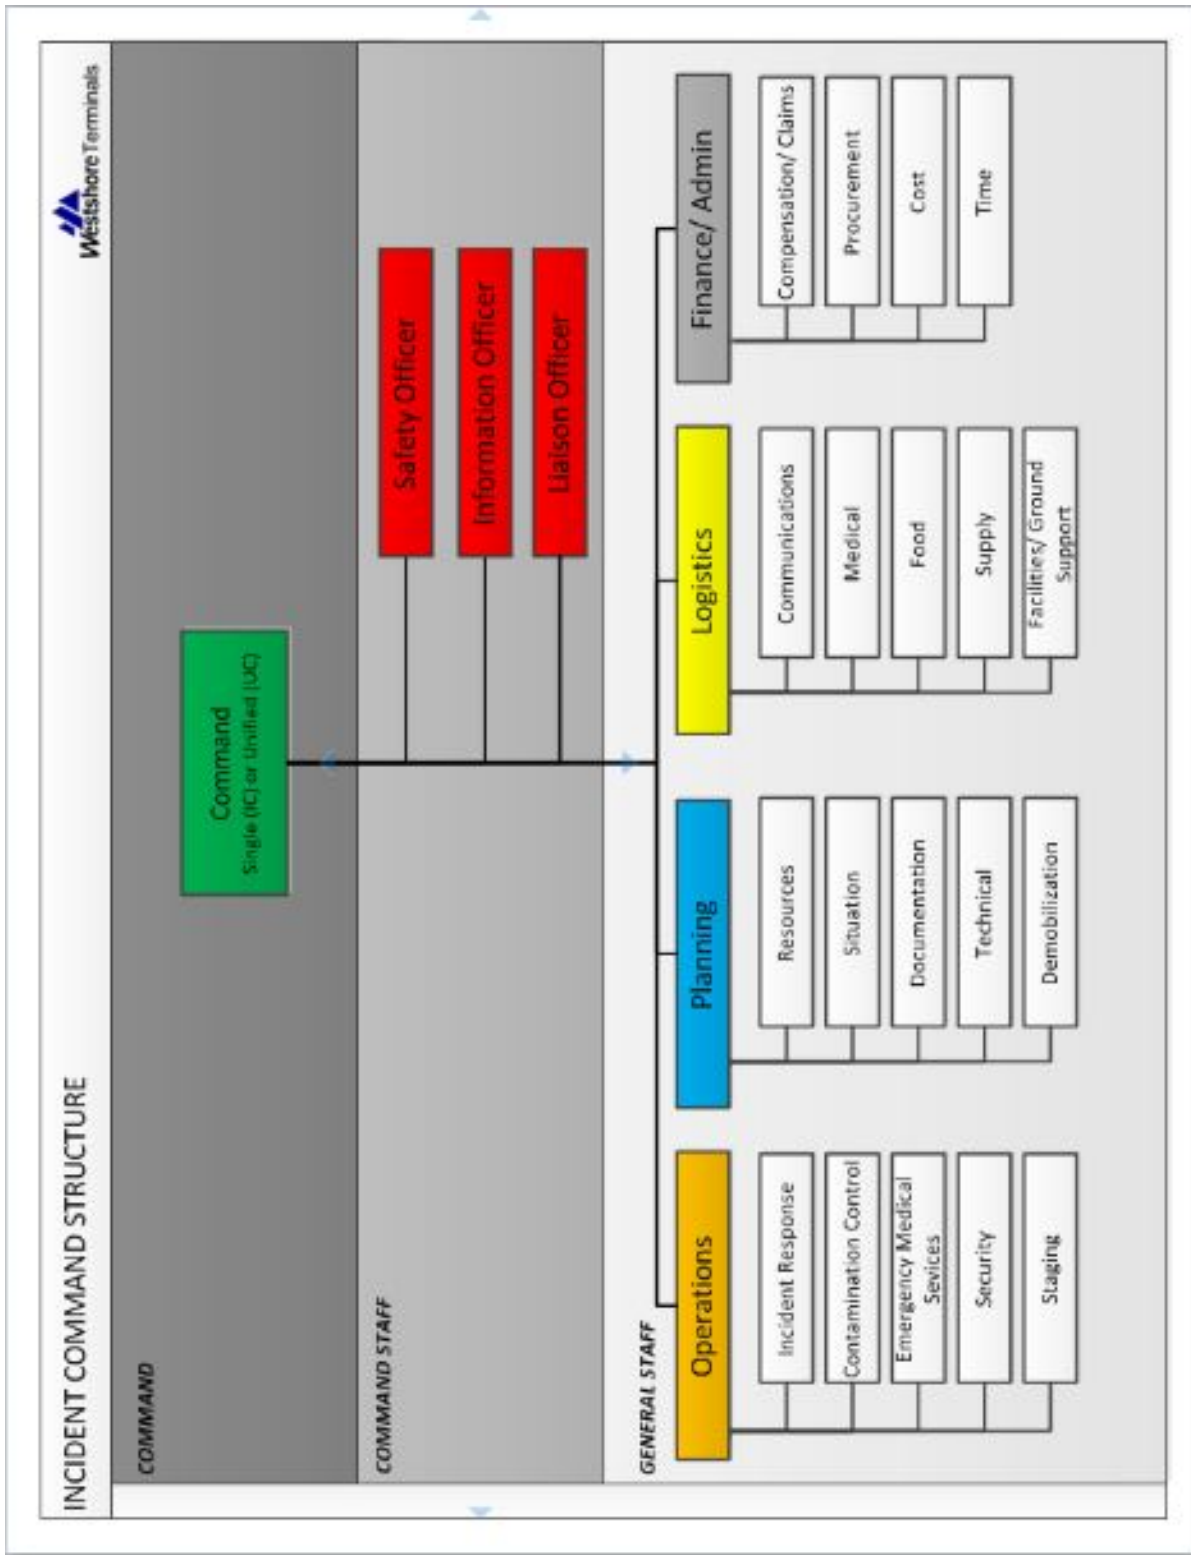 INCIDENT COMMAND STRUCTURE
Westshore Terminals
COMMAND
Command
Single (IC) or Unified (UC)
COMMAND STAFF
Safety Officer
Information Officer
Liaison Officer
GENERAL STAFF
Operations
Incident Response
Contamination Control
Emergency Medical
Sevices
Security
Staging
Planning
Resources
Situation
Documentation
Technical
Demobilization
Logistics
Communications
Medical
Food
Supply
Facilities/ Ground
Support
Finance/ Admin
Compensation/ Claims
Procurement
Cost
Time